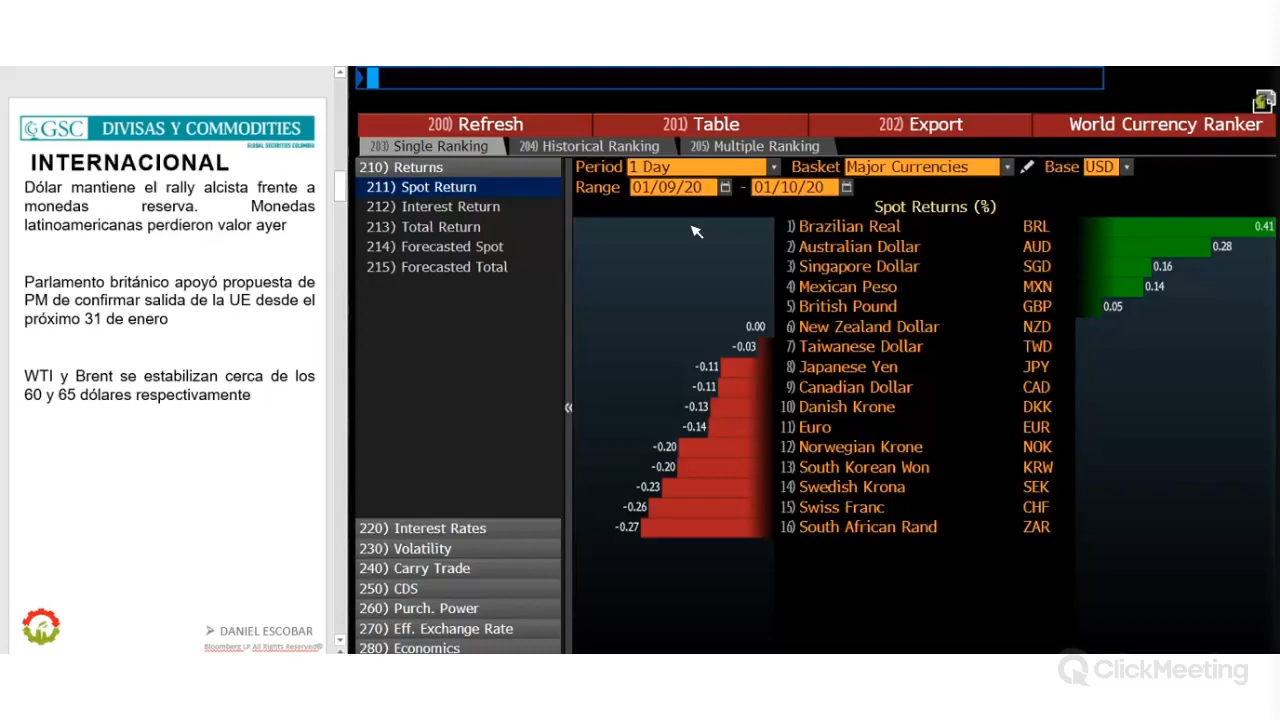 GSC DIVISAS Y COMMODITIES
GLOBAL SECURITIES COLOMBIA
INTERNACIONAL
Dólar mantiene el rally alcista frente a
monedas reserva. Monedas
latinoamericanas perdieron valor ayer
Parlamento británico apoyó propuesta de
PM de confirmar salida de la UE desde el
próximo 31 de enero
WTI y Brent se estabilizan cerca de los
60 y 65 dólares respectivamente
DANIEL ESCOBAR
Bloomberg LP All Rights Reserved®
200) Refresh 201) Table 202) Export World Currency Ranker
203) Single Ranking 204) Historical Ranking 205) Multiple Ranking
210) Returns
211) Spot Return
212) Interest Return
213) Total Return
214) Forecasted Spot
215) Forecasted Total
220) Interest Rates
230) Volatility
240) Carry Trade
250) CDS
260) Purch. Power
270) Eff. Exchange Rate
280) Economics
Period 1 Day Basket Major Currencies Base USD
Range 01/09/20 - 01/10/20
Spot Returns (%)
1) Brazilian Real BRL 0.41
2) Australian Dollar AUD 0.28
3) Singapore Dollar SGD 0.16
4) Mexican Peso MXN 0.14
5) British Pound GBP 0.05
0.00 6) New Zealand Dollar NZD
-0.03 7) Taiwanese Dollar TWD
-0.11 8) Japanese Yen JPY
-0.11 9) Canadian Dollar CAD
-0.13 10) Danish Krone DKK
-0.14 11) Euro EUR
-0.20 12) Norwegian Krone NOK
-0.20 13) South Korean Won KRW
-0.23 14) Swedish Krona SEK
-0.26 15) Swiss Franc CHF
-0.27 16) South African Rand ZAR
ClickMeeting